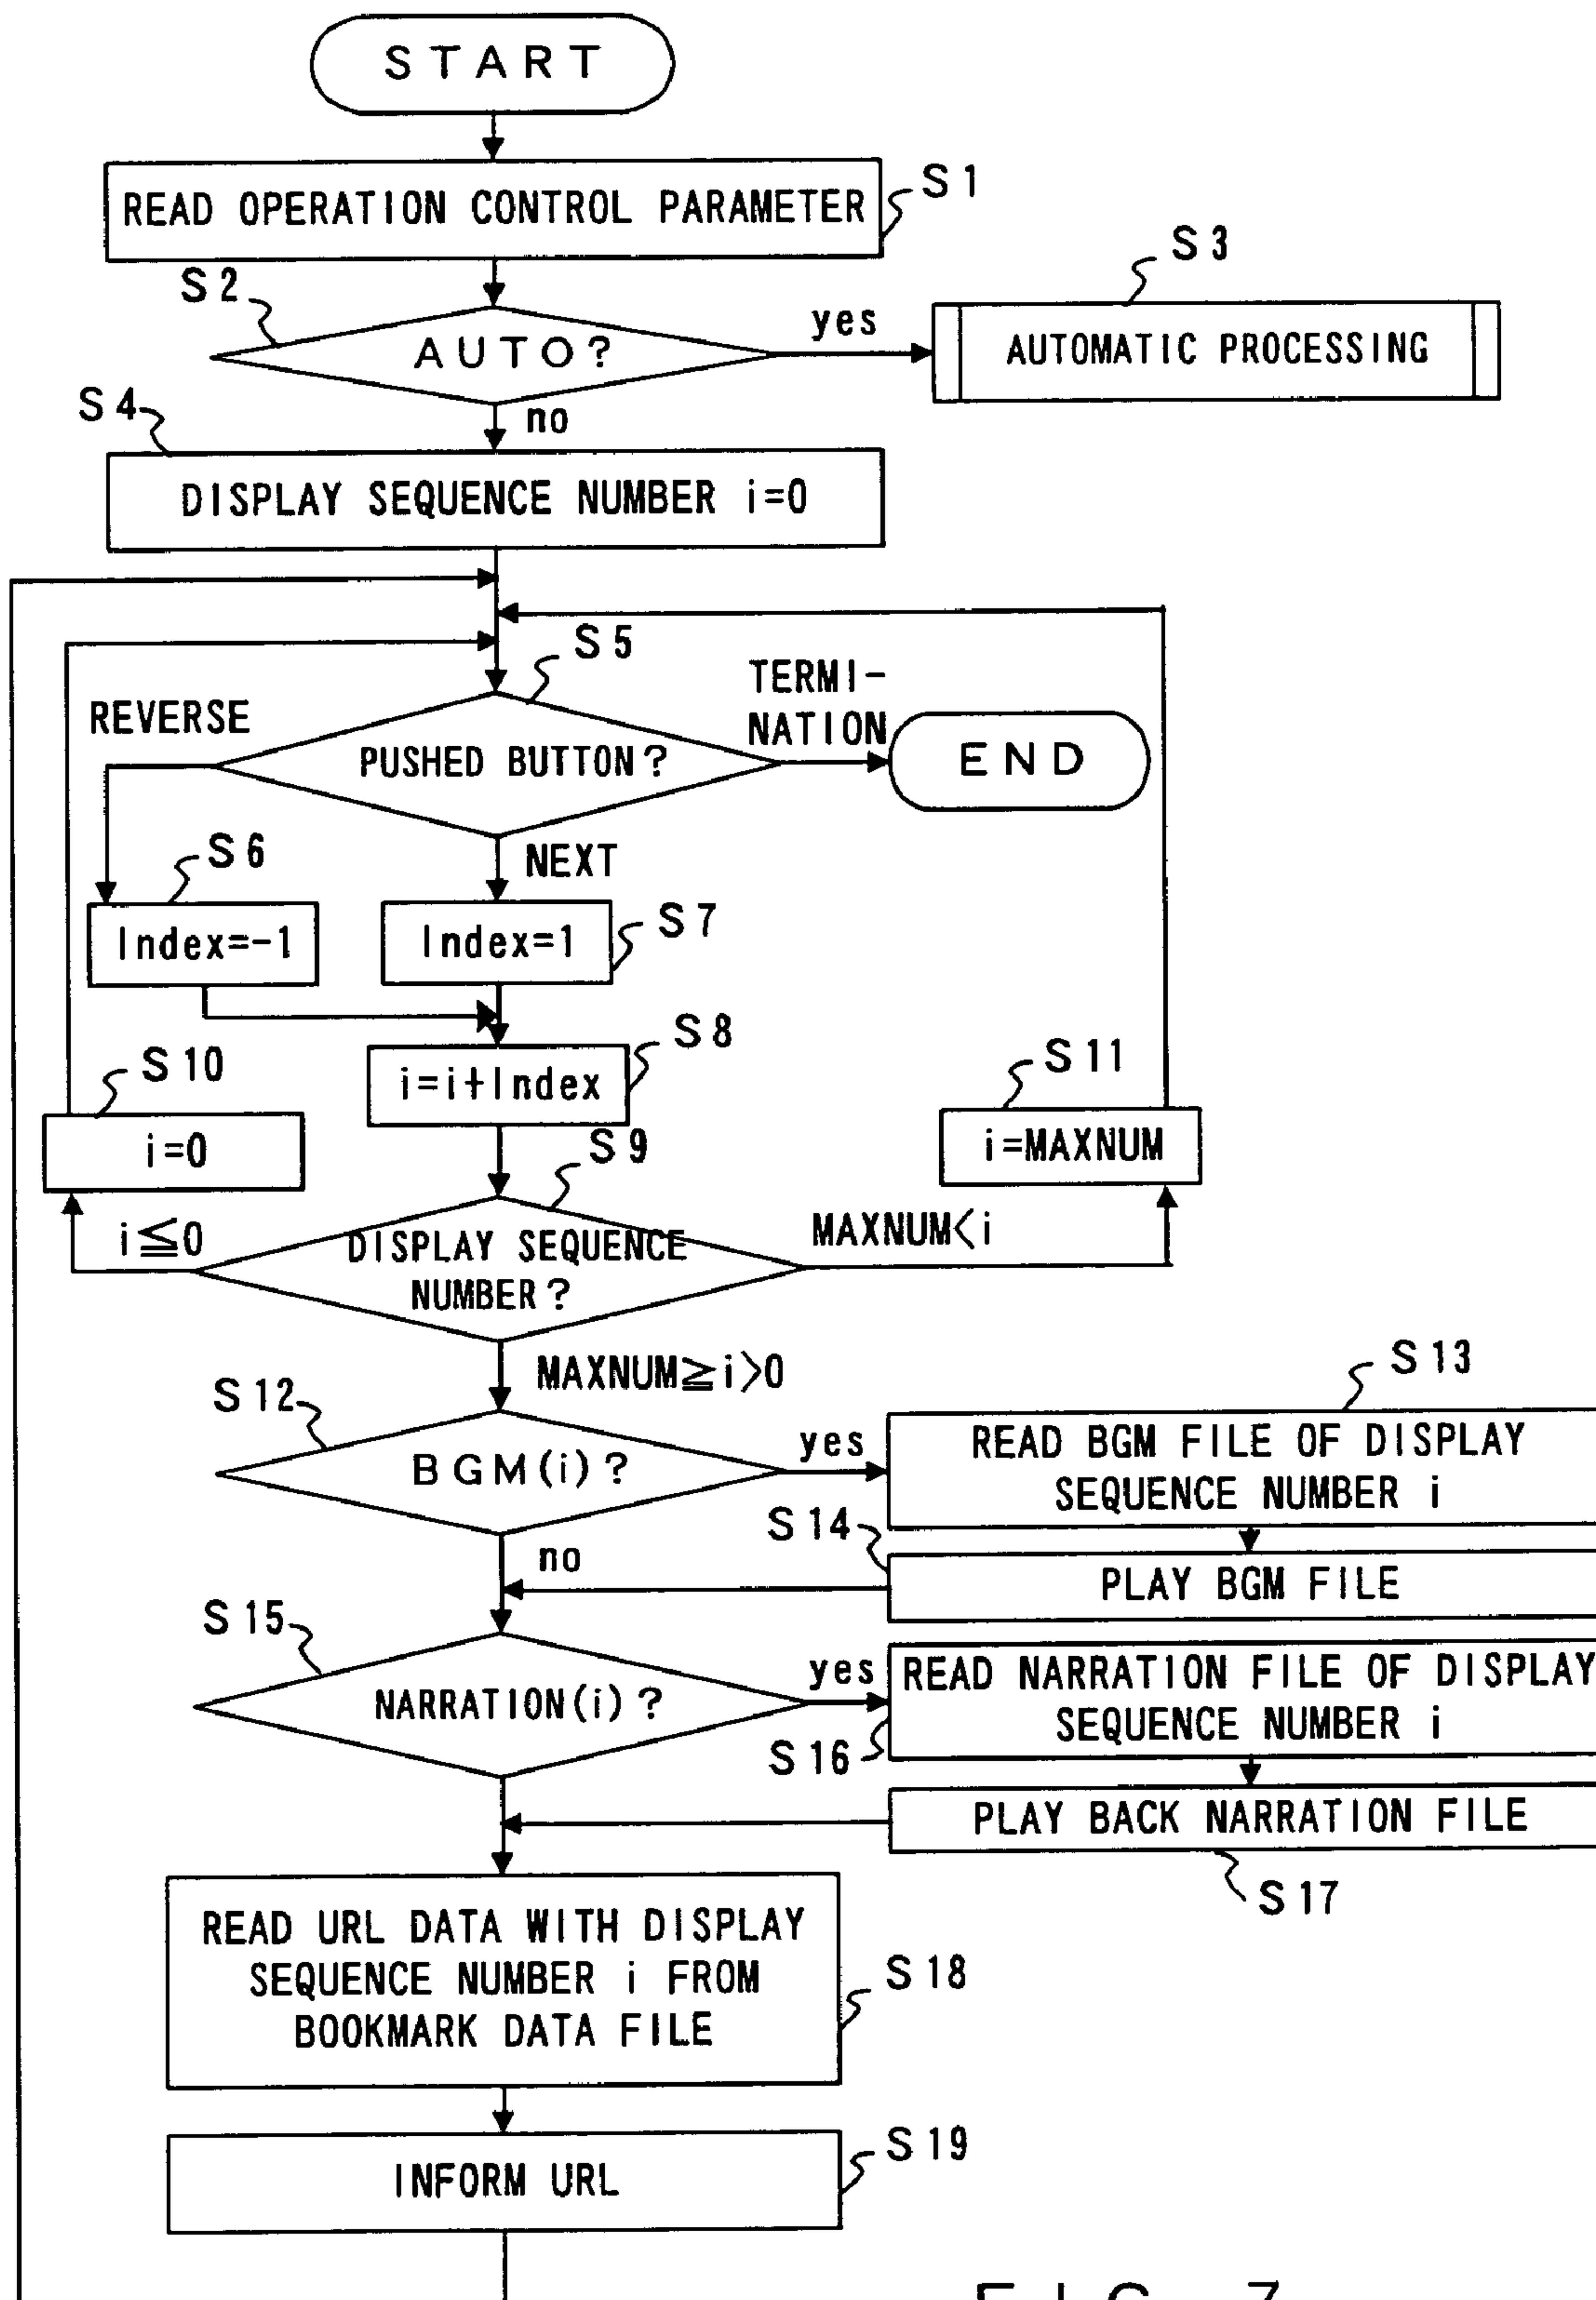 START
READ OPERATION CONTROL PARAMETER
S1
S2
AUTO?
yes
S3
AUTOMATIC PROCESSING
no
S4
DISPLAY SEQUENCE NUMBER i=0
S5
REVERSE
PUSHED BUTTON?
TERMI-
NATION
END
NEXT
S6
Index=-1
S7
Index=1
S8
i=i+Index
S10
i=0
S11
i=MAXNUM
S9
i≦0
DISPLAY SEQUENCE
NUMBER?
MAXNUM<i
MAXNUM≧i>0
S12
BGM(i)?
yes
S13
READ BGM FILE OF DISPLAY
SEQUENCE NUMBER i
no
S14
PLAY BGM FILE
S15
NARRATION(i)?
yes
READ NARRATION FILE OF DISPLAY
SEQUENCE NUMBER i
S16
PLAY BACK NARRATION FILE
S17
READ URL DATA WITH DISPLAY
SEQUENCE NUMBER i FROM
BOOKMARK DATA FILE
S18
INFORM URL
S19
FIG. 7